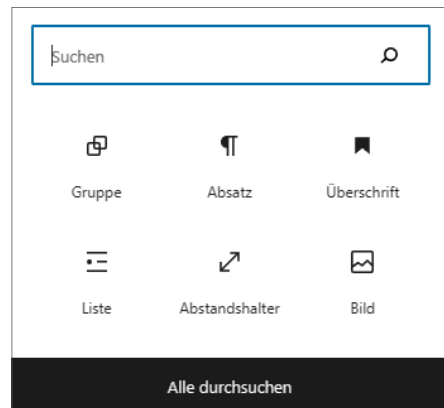 Suchen
Gruppe
Absatz
Überschrift
Liste
Abstandshalter
Bild
Alle durchsuchen